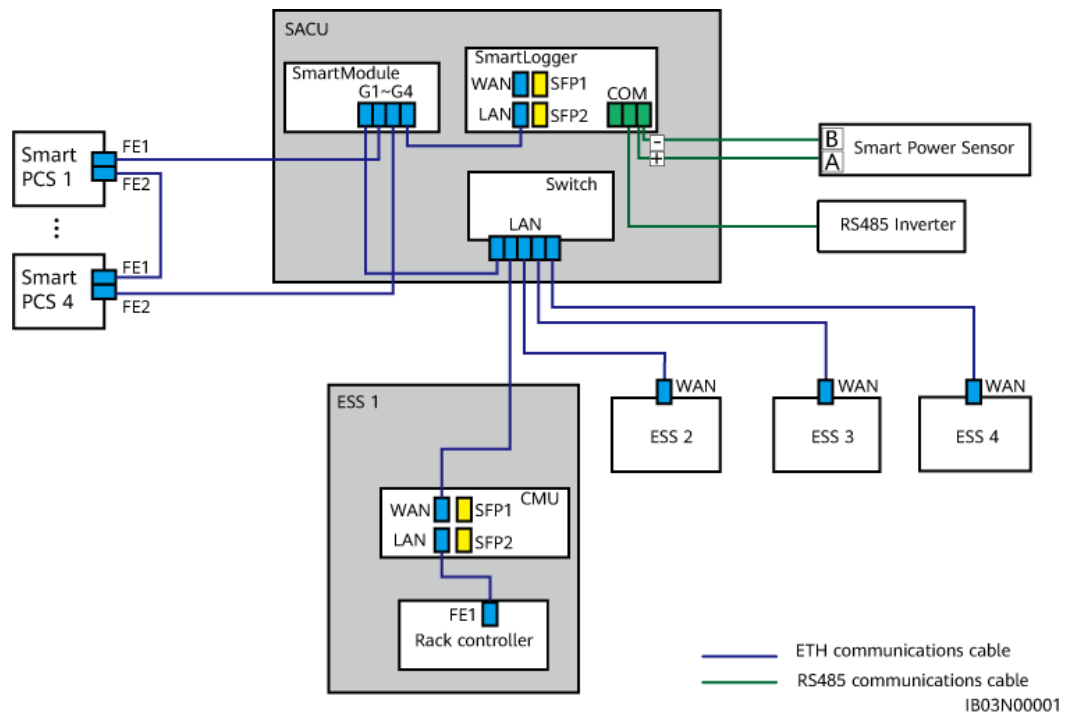 SACU
SmartModule
G1~G4
SmartLogger
WAN
SFP1
LAN
SFP2
COM
Smart
PCS 1
FE1
FE2
⋮
Smart
PCS 4
FE1
FE2
-
+
B
A
Smart Power Sensor
RS485 Inverter
Switch
LAN
ESS 1
WAN
ESS 2
WAN
ESS 3
WAN
ESS 4
CMU
WAN
SFP1
LAN
SFP2
FE1
Rack controller
ETH communications cable
RS485 communications cable
IB03N00001